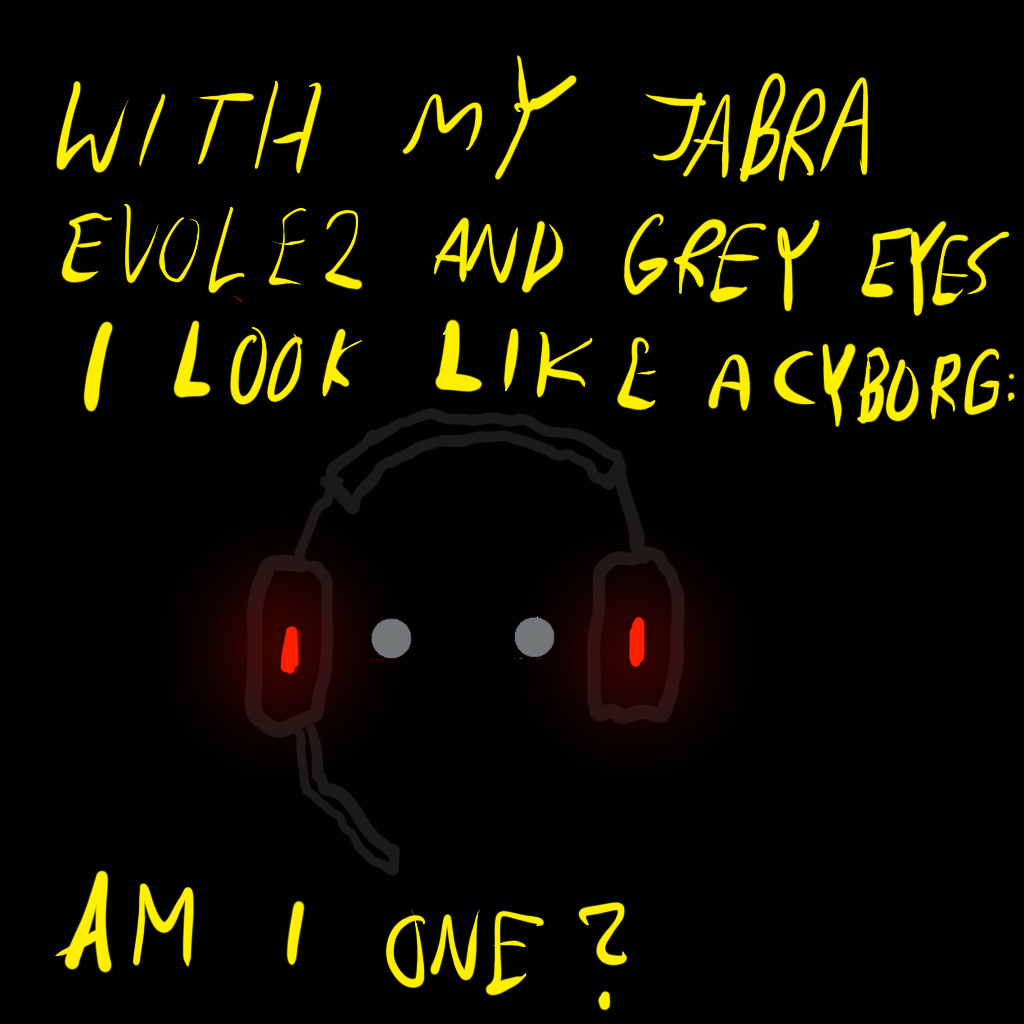 WITH MY JABRA
EVOLE2 AND GREY EYES
I LOOK LIKE A CYBORG:
AM I ONE?